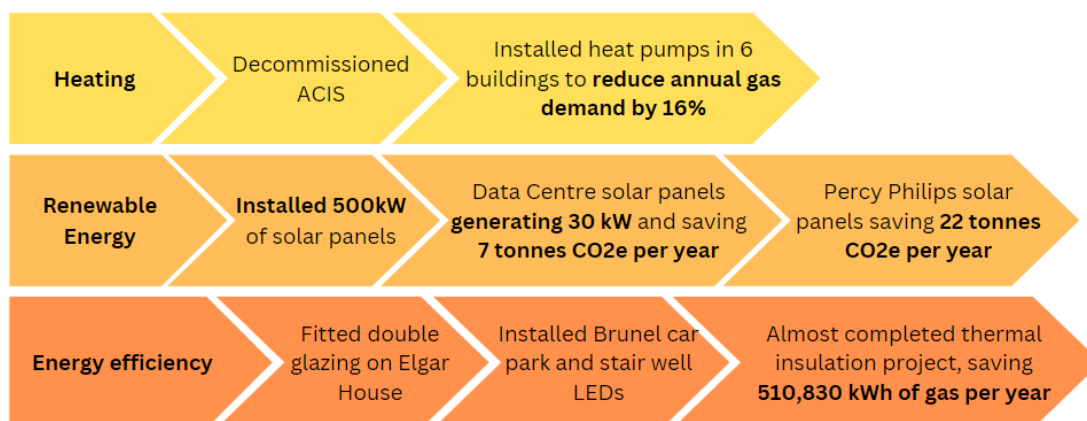 Heating
Decommissioned
ACIS
Installed heat pumps in 6
buildings to reduce annual gas
demand by 16%
Renewable
Energy
Installed 500kW
of solar panels
Data Centre solar panels
generating 30 kW and saving
7 tonnes CO2e per year
Percy Philips solar
panels saving 22 tonnes
CO2e per year
Energy efficiency
Fitted double
glazing on Elgar
House
Installed Brunel car
park and stair well
LEDs
Almost completed thermal
insulation project, saving
510,830 kWh of gas per year